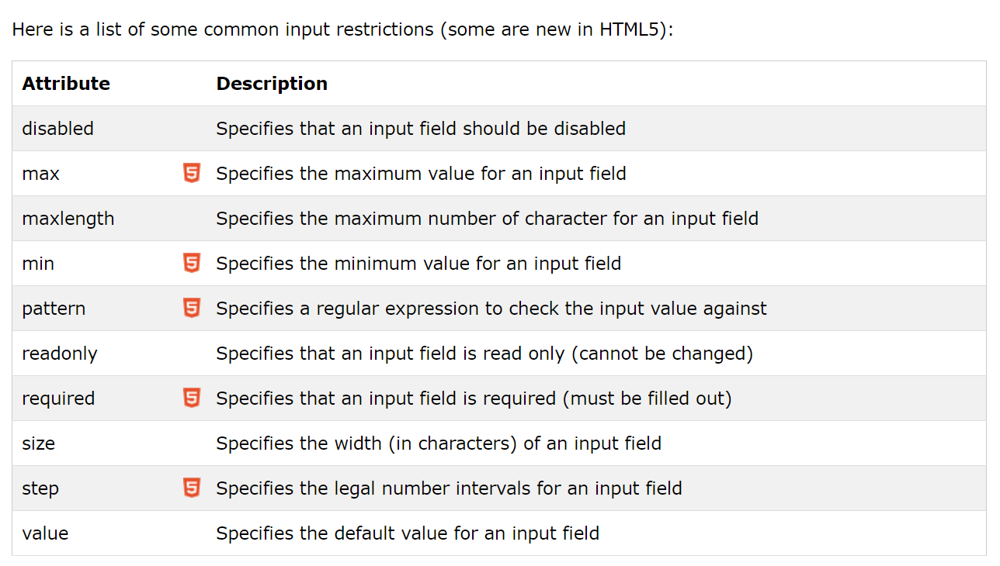 Here is a list of some common input restrictions (some are new in HTML5):
Attribute Description
disabled Specifies that an input field should be disabled
max 5 Specifies the maximum value for an input field
maxlength Specifies the maximum number of character for an input field
min 5 Specifies the minimum value for an input field
pattern 5 Specifies a regular expression to check the input value against
readonly Specifies that an input field is read only (cannot be changed)
required 5 Specifies that an input field is required (must be filled out)
size Specifies the width (in characters) of an input field
step 5 Specifies the legal number intervals for an input field
value Specifies the default value for an input field